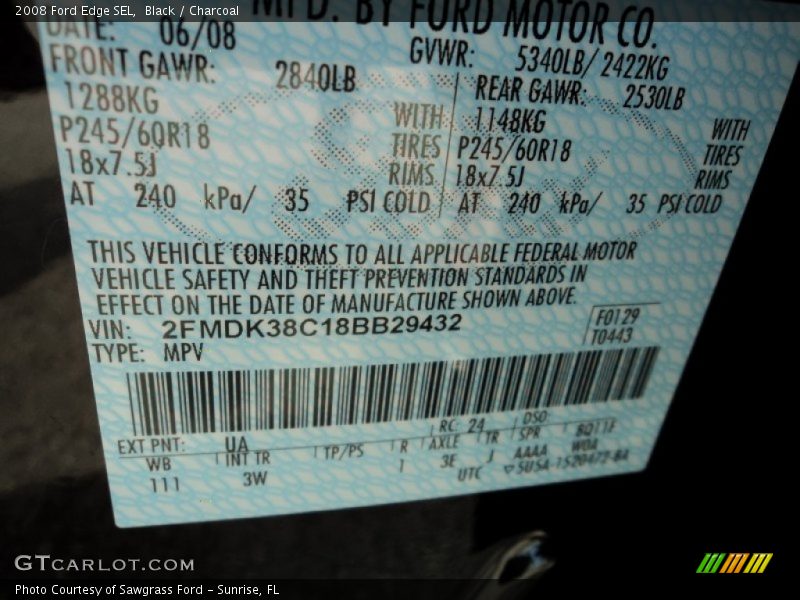 2008 Ford Edge SEL, Black / Charcoal
MFD. BY FORD MOTOR CO.
DATE: 06/08 GVWR: 5340LB/ 2422KG
FRONT GAWR: 2840LB REAR GAWR: 2530LB
1288KG WITH 1148KG WITH
P245/60R18 TIRES P245/60R18 TIRES
18x7.5J RIMS 18x7.5J RIMS
AT 240 kPa/ 35 PSI COLD AT 240 kPa/ 35 PSI COLD
THIS VEHICLE CONFORMS TO ALL APPLICABLE FEDERAL MOTOR
VEHICLE SAFETY AND THEFT PREVENTION STANDARDS IN
EFFECT ON THE DATE OF MANUFACTURE SHOWN ABOVE.
VIN: 2FMDK38C18BB29432 F0129
TYPE: MPV T0443
EXT PNT: UA RC: 24 DSO:
WB INT TR TP/PS R AXLE TR SPR
111 3W 1 3E J AAAA
UTC
GTCARLOT.COM
Photo Courtesy of Sawgrass Ford - Sunrise, FL